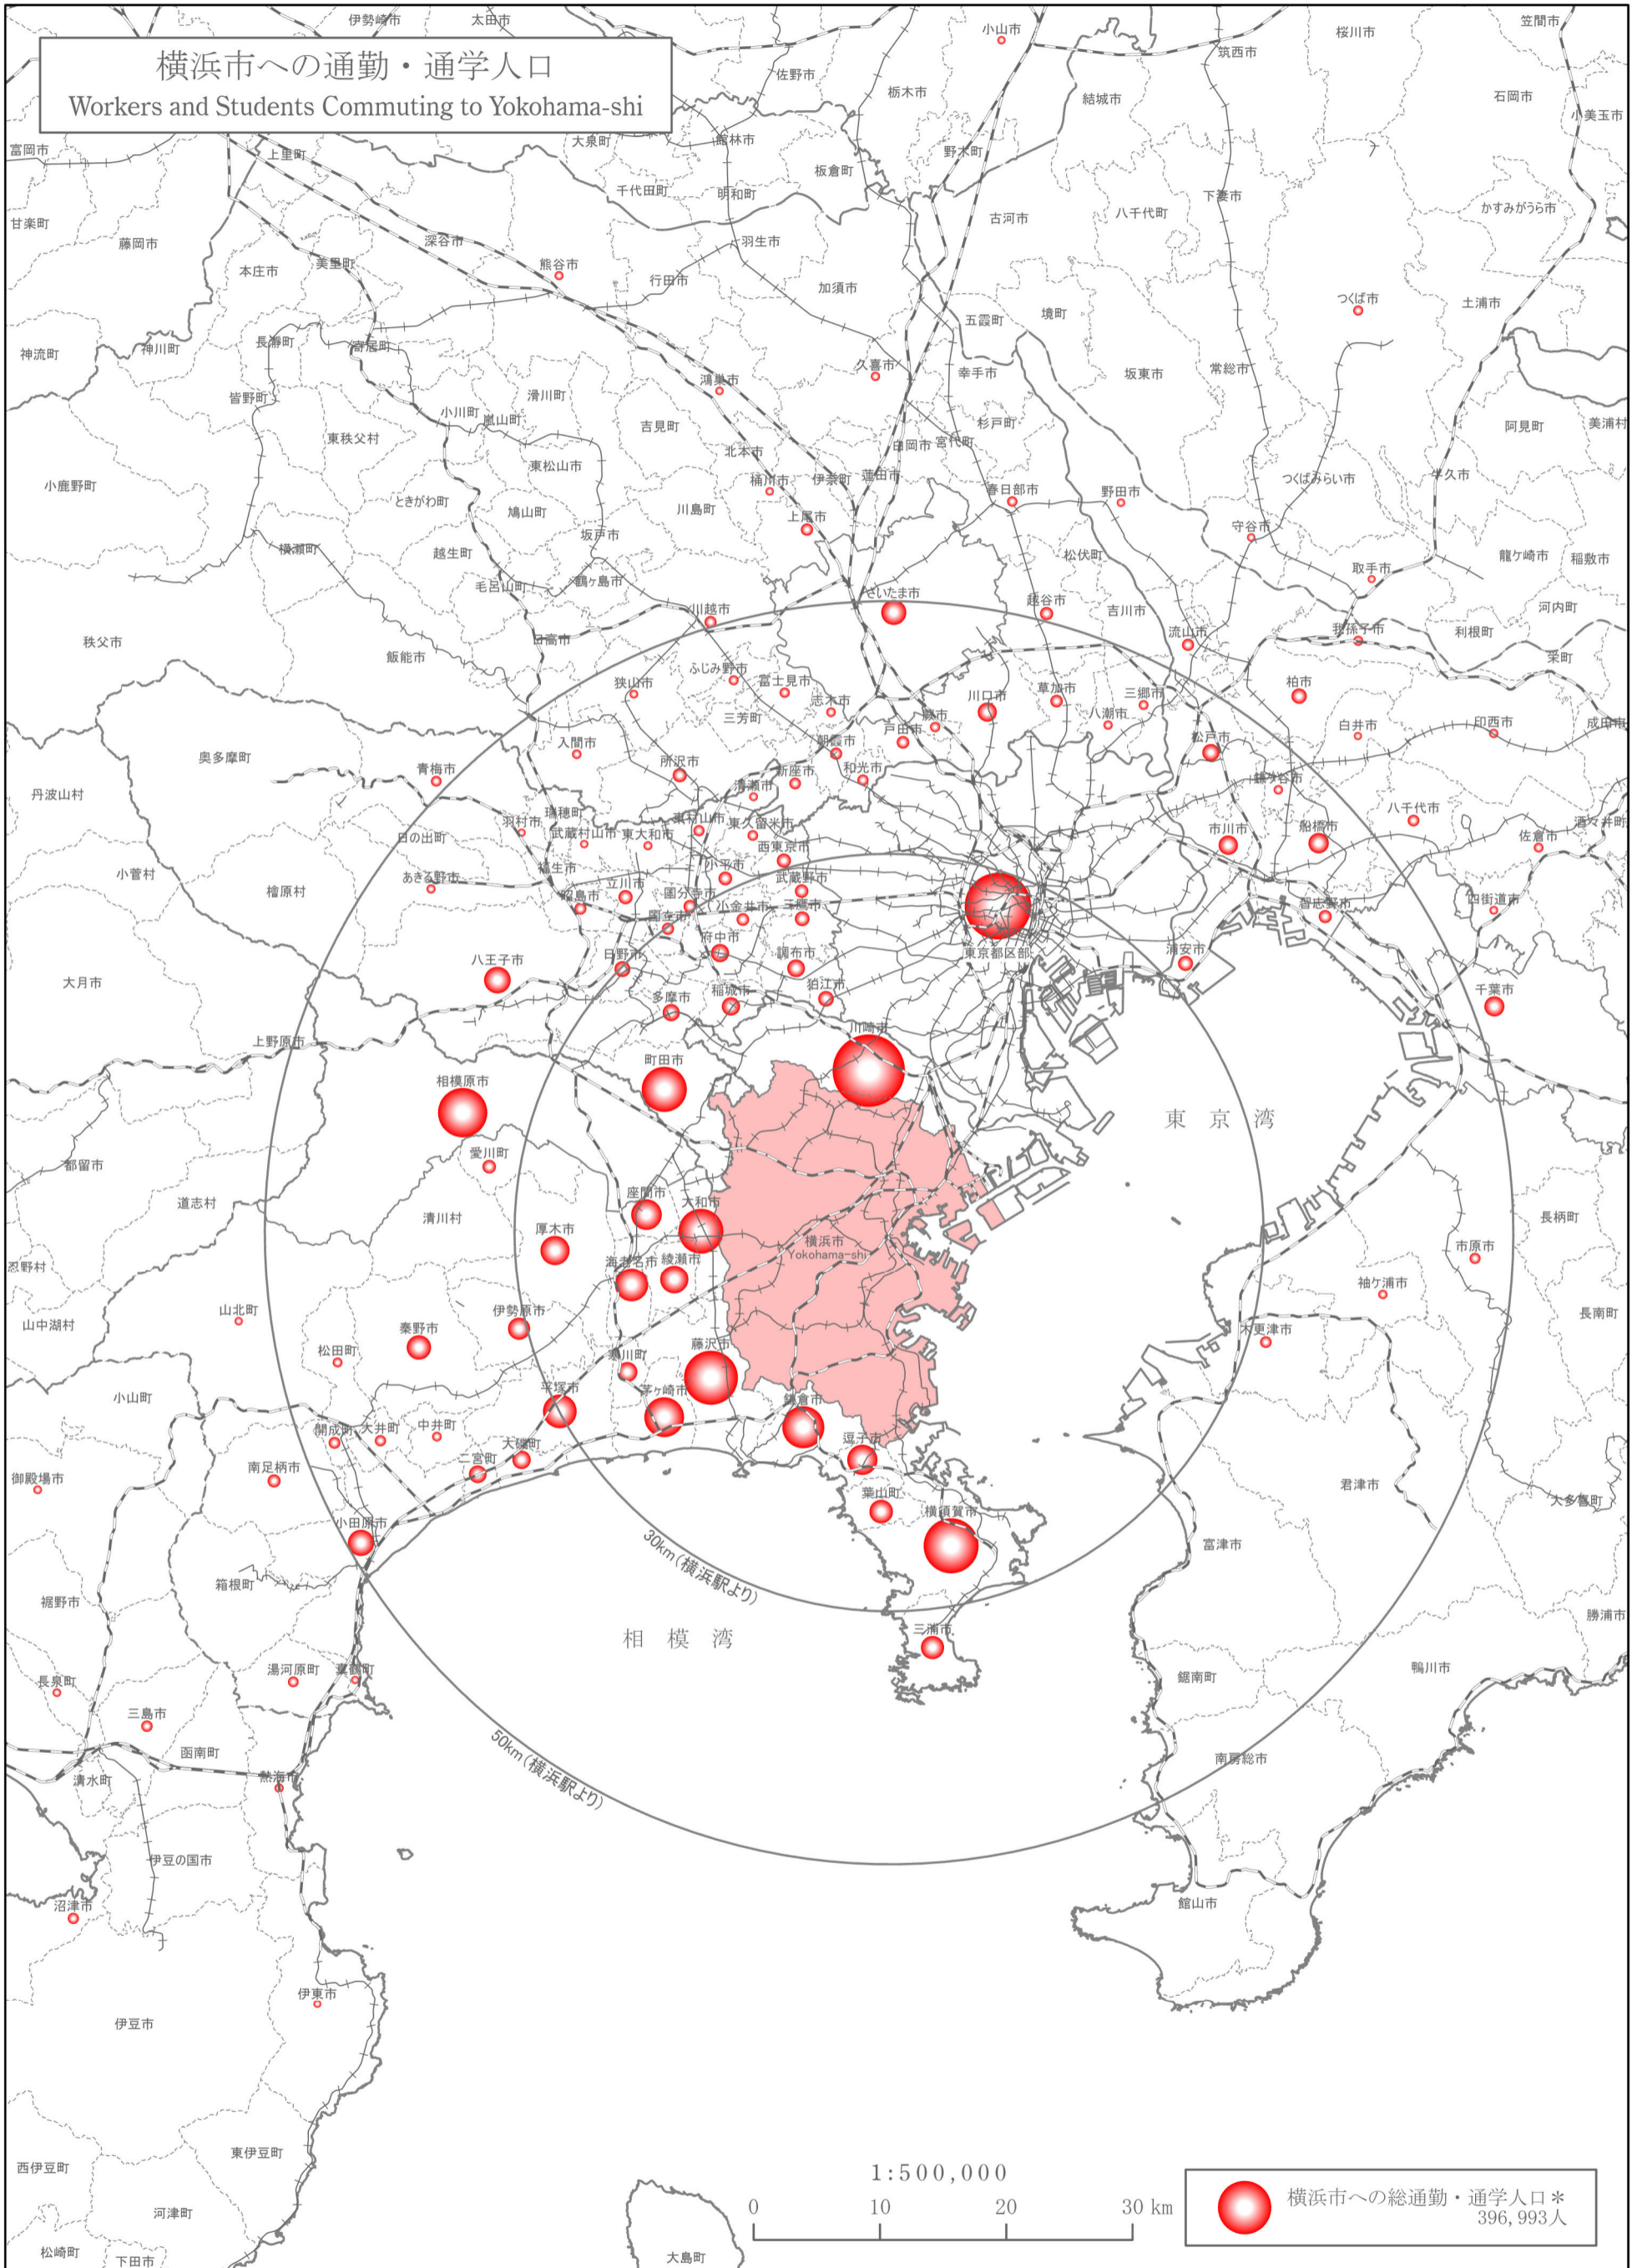 伊勢崎市
太田市
小山市
笠間市
桜川市
筑西市
横浜市への通勤・通学人口
Workers and Students Commuting to Yokohama-shi
佐野市
栃木市
結城市
石岡市
小美玉市
富岡市
上里町
大泉町
館林市
野木町
板倉町
千代田町
明和町
下妻市
甘楽町
藤岡市
古河市
八千代町
かすみがうら市
深谷市
羽生市
本庄市
美里町
熊谷市
行田市
加須市
つくば市
土浦市
五霞町
境町
神流町
神川町
長瀞町
寄居町
久喜市
幸手市
坂東市
常総市
鴻巣市
皆野町
滑川町
小川町
嵐山町
吉見町
杉戸町
阿見町
美浦村
東秩父村
北本市
白岡市
宮代町
東松山市
桶川市
伊奈町
蓮田市
牛久市
小鹿野町
ときがわ町
春日部市
野田市
つくばみらい市
鳩山町
川島町
上尾市
守谷市
坂戸市
横瀬町
越生町
松伏町
龍ケ崎市
稲敷市
毛呂山町
鶴ヶ島市
取手市
さいたま市
越谷市
吉川市
河内町
川越市
流山市
我孫子市
利根町
秩父市
日高市
飯能市
栄町
ふじみ野市
富士見市
狭山市
志木市
川口市
草加市
三郷市
柏市
三芳町
八潮市
蕨市
戸田市
白井市
印西市
成田市
入間市
朝霞市
松戸市
奥多摩町
青梅市
所沢市
新座市
和光市
清瀬市
鎌ケ谷市
丹波山村
八千代市
瑞穂町
羽村市
武蔵村山市
東大和市
東村山市
東久留米市
市川市
船橋市
佐倉市
酒々井町
日の出町
西東京市
小菅村
福生市
小平市
武蔵野市
あきる野市
檜原村
昭島市
立川市
国分寺市
小金井市
三鷹市
国立市
習志野市
四街道市
府中市
東京都区部
浦安市
八王子市
日野市
調布市
大月市
狛江市
千葉市
多摩市
稲城市
川崎市
上野原市
町田市
相模原市
東京湾
愛川町
都留市
道志村
座間市
大和市
清川村
長柄町
厚木市
横浜市
Yokohama-shi
市原市
忍野村
海老名市
綾瀬市
袖ケ浦市
山中湖村
山北町
伊勢原市
長南町
秦野市
木更津市
松田町
寒川町
藤沢市
小山町
平塚市
茅ヶ崎市
鎌倉市
開成町
大井町
中井町
逗子市
大磯町
二宮町
御殿場市
南足柄市
葉山町
君津市
大多喜町
小田原市
横須賀市
富津市
30km(横浜駅より)
箱根町
裾野市
勝浦市
三浦市
相模湾
長泉町
湯河原町
真鶴町
鋸南町
鴨川市
三島市
函南町
50km(横浜駅より)
南房総市
清水町
熱海市
伊豆の国市
沼津市
館山市
伊東市
伊豆市
東伊豆町
西伊豆町
河津町
松崎町
下田市
大島町
1:500,000
0 10 20 30 km
横浜市への総通勤・通学人口＊
396,993人